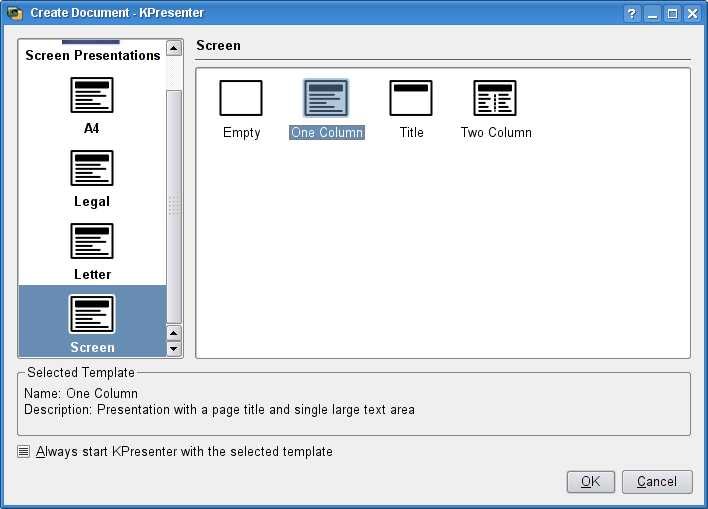 Create Document - KPresenter
Screen Presentations
A4
Legal
Letter
Screen
Screen
Empty
One Column
Title
Two Column
Selected Template
Name: One Column
Description: Presentation with a page title and single large text area
Always start KPresenter with the selected template
OK
Cancel